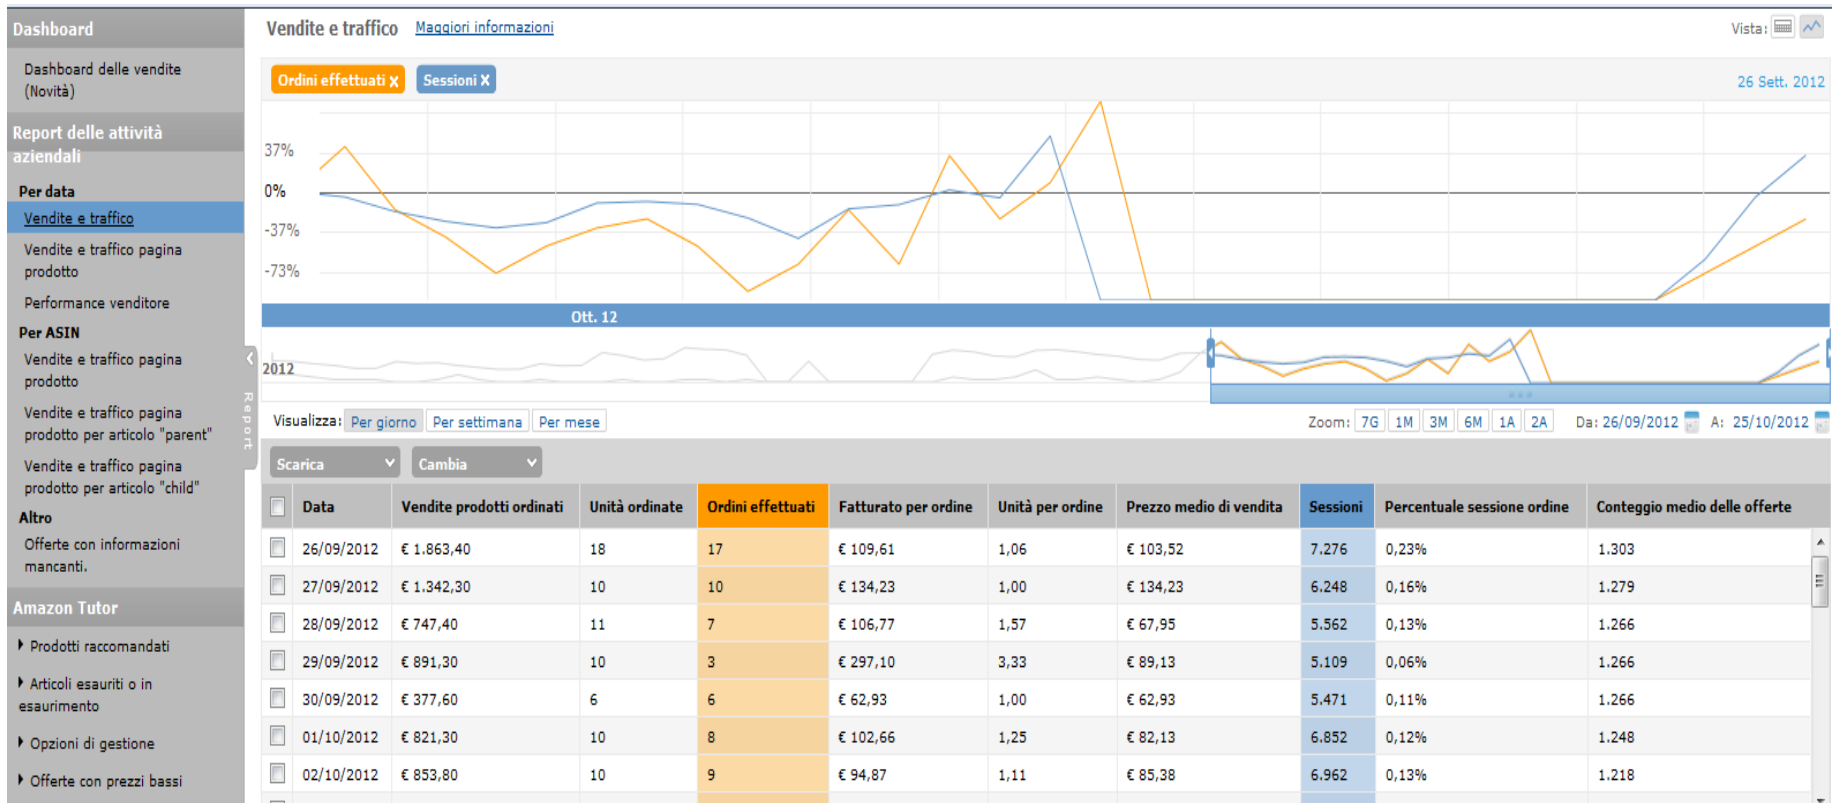 Dashboard
Dashboard delle vendite
(Novità)
Report delle attività
aziendali
Per data
Vendite e traffico
Vendite e traffico pagina
prodotto
Performance venditore
Per ASIN
Vendite e traffico pagina
prodotto
Vendite e traffico pagina
prodotto per articolo "parent"
Vendite e traffico pagina
prodotto per articolo "child"
Altro
Offerte con informazioni
mancanti.
Amazon Tutor
Prodotti raccomandati
Articoli esauriti o in
esaurimento
Opzioni di gestione
Offerte con prezzi bassi
Report
Vendite e traffico Maggiori informazioni Vista:
Ordini effettuati x Sessioni X 26 Sett. 2012
37%
0%
-37%
-73%
Ott. 12
2012
Visualizza: Per giorno Per settimana Per mese Zoom: 7G 1M 3M 6M 1A 2A Da: 26/09/2012 A: 25/10/2012
Scarica Cambia
Data Vendite prodotti ordinati Unità ordinate Ordini effettuati Fatturato per ordine Unità per ordine Prezzo medio di vendita Sessioni Percentuale sessione ordine Conteggio medio delle offerte
26/09/2012 € 1.863,40 18 17 € 109,61 1,06 € 103,52 7.276 0,23% 1.303
27/09/2012 € 1.342,30 10 10 € 134,23 1,00 € 134,23 6.248 0,16% 1.279
28/09/2012 € 747,40 11 7 € 106,77 1,57 € 67,95 5.562 0,13% 1.266
29/09/2012 € 891,30 10 3 € 297,10 3,33 € 89,13 5.109 0,06% 1.266
30/09/2012 € 377,60 6 6 € 62,93 1,00 € 62,93 5.471 0,11% 1.266
01/10/2012 € 821,30 10 8 € 102,66 1,25 € 82,13 6.852 0,12% 1.248
02/10/2012 € 853,80 10 9 € 94,87 1,11 € 85,38 6.962 0,13% 1.218